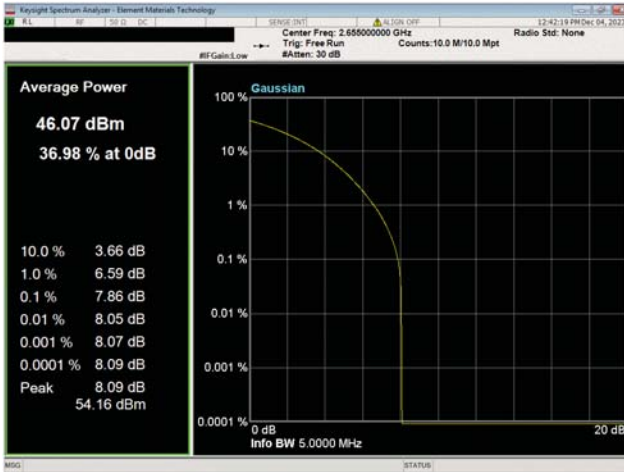 Keysight Spectrum Analyzer - Element Materials Technology
RL RF 50 Ω DC SENSE:INT ALIGN OFF 12:42:19 PM Dec 04, 2023
Center Freq: 2.655000000 GHz Radio Std: None
Trig: Free Run Counts:10.0 M/10.0 Mpt
#IFGain:Low #Atten: 30 dB
Average Power
46.07 dBm
36.98 % at 0dB
10.0 % 3.66 dB
1.0 % 6.59 dB
0.1 % 7.86 dB
0.01 % 8.05 dB
0.001 % 8.07 dB
0.0001 % 8.09 dB
Peak 8.09 dB
54.16 dBm
Gaussian
100 %
10 %
1 %
0.1 %
0.01 %
0.001 %
0.0001 %
0 dB 20 dB
Info BW 5.0000 MHz
MSG STATUS